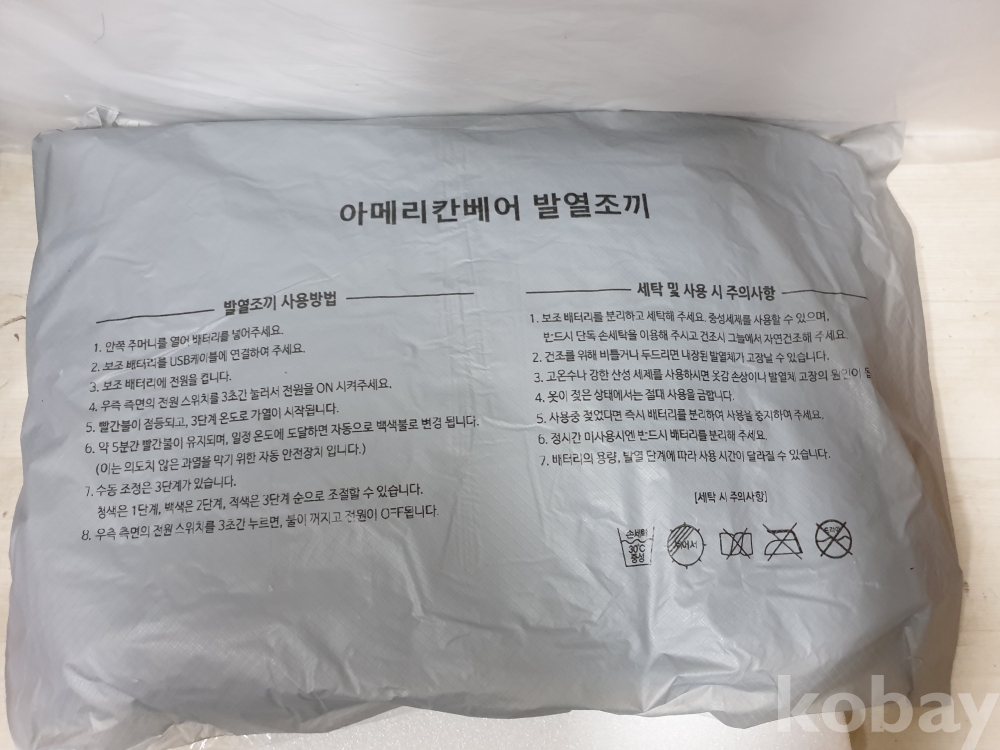 아메리칸베어 발열조끼
발열조끼 사용방법
1. 안쪽 주머니를 열어 배터리를 넣어주세요.
2. 보조 배터리를 USB케이블에 연결하여 주세요.
3. 보조 배터리에 전원을 켭니다.
4. 우측 측면의 전원 스위치를 3초간 눌러서 전원을 ON 시켜주세요.
5. 빨간불이 점등되고, 3단계 온도로 가열이 시작됩니다.
6. 약 5분간 빨간불이 유지되며, 일정 온도에 도달하면 자동으로 백색불로 변경 됩니다.
(이는 의도치 않은 과열을 막기 위한 자동 안전장치 입니다.)
7. 수동 조정은 3단계가 있습니다.
청색은 1단계, 백색은 2단계, 적색은 3단계 순으로 조절할 수 있습니다.
8. 우측 측면의 전원 스위치를 3초간 누르면, 불이 꺼지고 전원이 OFF됩니다.
세탁 및 사용 시 주의사항
1. 보조 배터리를 분리하고 세탁해 주세요. 중성세제를 사용할 수 있으며,
반드시 단독 손세탁을 이용해 주시고 건조시 그늘에서 자연건조해 주세요.
2. 건조를 위해 비틀거나 두드리면 내장된 발열체가 고장날 수 있습니다.
3. 고온수나 강한 산성 세제를 사용하시면 옷감 손상이나 발열체 고장의 원인이 됩
4. 옷이 젖은 상태에서는 절대 사용을 금합니다.
5. 사용중 젖었다면 즉시 배터리를 분리하여 사용을 중지하여 주세요.
6. 장시간 미사용시엔 반드시 배터리를 분리해 주세요.
7. 배터리의 용량, 발열 단계에 따라 사용 시간이 달라질 수 있습니다.
[세탁 시 주의사항]
손세탁
30℃
중성
뉘어서
드라이
kobay